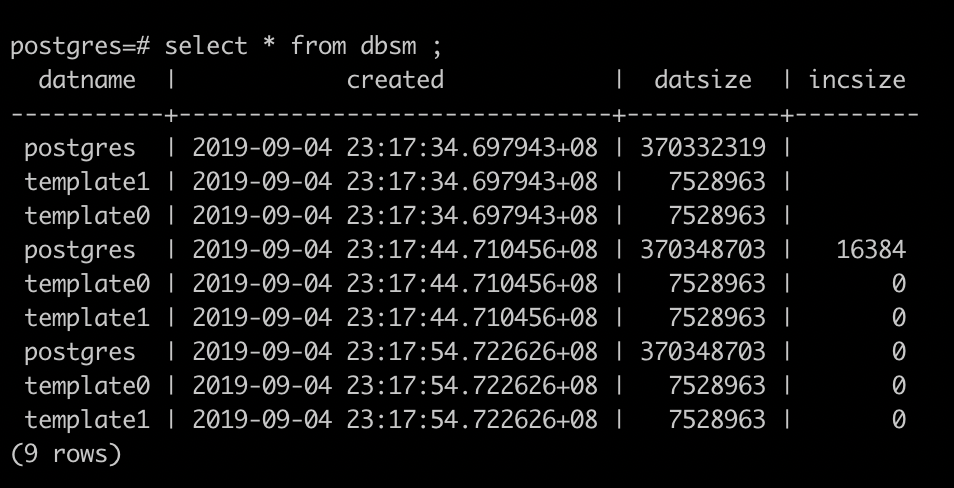 postgres=# select * from dbsm ;
  datname  |            created            |  datsize  | incsize
-----------+-------------------------------+-----------+---------
 postgres  | 2019-09-04 23:17:34.697943+08 | 370332319 |
 template1 | 2019-09-04 23:17:34.697943+08 |   7528963 |
 template0 | 2019-09-04 23:17:34.697943+08 |   7528963 |
 postgres  | 2019-09-04 23:17:44.710456+08 | 370348703 |   16384
 template0 | 2019-09-04 23:17:44.710456+08 |   7528963 |       0
 template1 | 2019-09-04 23:17:44.710456+08 |   7528963 |       0
 postgres  | 2019-09-04 23:17:54.722626+08 | 370348703 |       0
 template0 | 2019-09-04 23:17:54.722626+08 |   7528963 |       0
 template1 | 2019-09-04 23:17:54.722626+08 |   7528963 |       0
(9 rows)